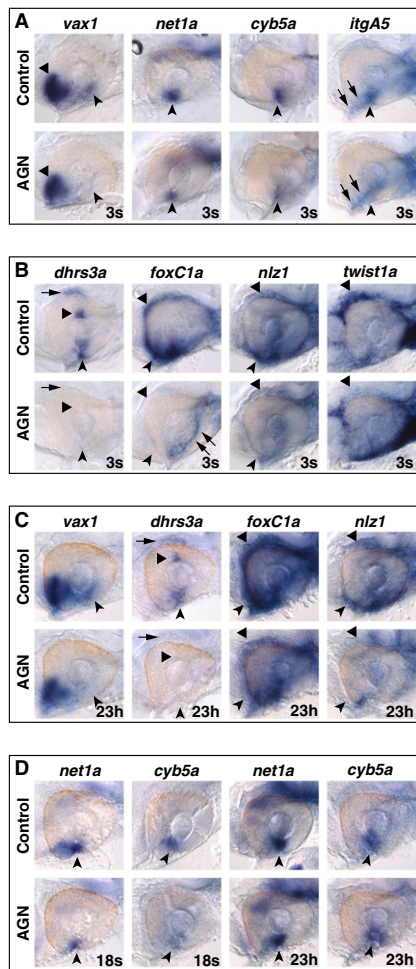 A
vax1 net1a cyb5a itgA5
Control
AGN
3s 3s 3s 3s
B
dhrs3a foxC1a nlz1 twist1a
Control
AGN
3s 3s 3s 3s
C
vax1 dhrs3a foxC1a nlz1
Control
AGN
23h 23h 23h 23h
D
net1a cyb5a net1a cyb5a
Control
AGN
18s 18s 23h 23h